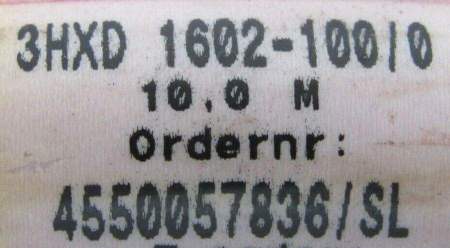 3HXD 1602-100/0
10,0 M
Ordernr:
4550057836/SL